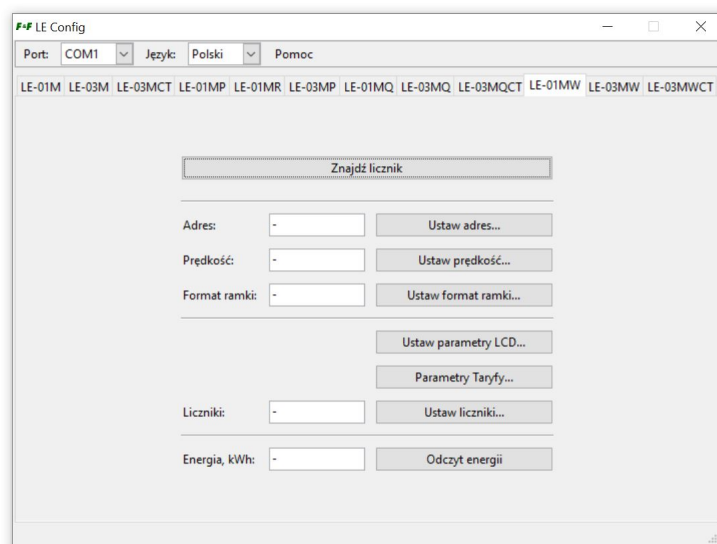 F&F LE Config
Port: COM1 Język: Polski Pomoc
LE-01M LE-03M LE-03MCT LE-01MP LE-01MR LE-03MP LE-01MQ LE-03MQ LE-03MQCT LE-01MW LE-03MW LE-03MWCT
Znajdź licznik
Adres: - Ustaw adres...
Prędkość: - Ustaw prędkość...
Format ramki: - Ustaw format ramki...
Ustaw parametry LCD...
Parametry Taryfy...
Liczniki: - Ustaw liczniki...
Energia, kWh: - Odczyt energii